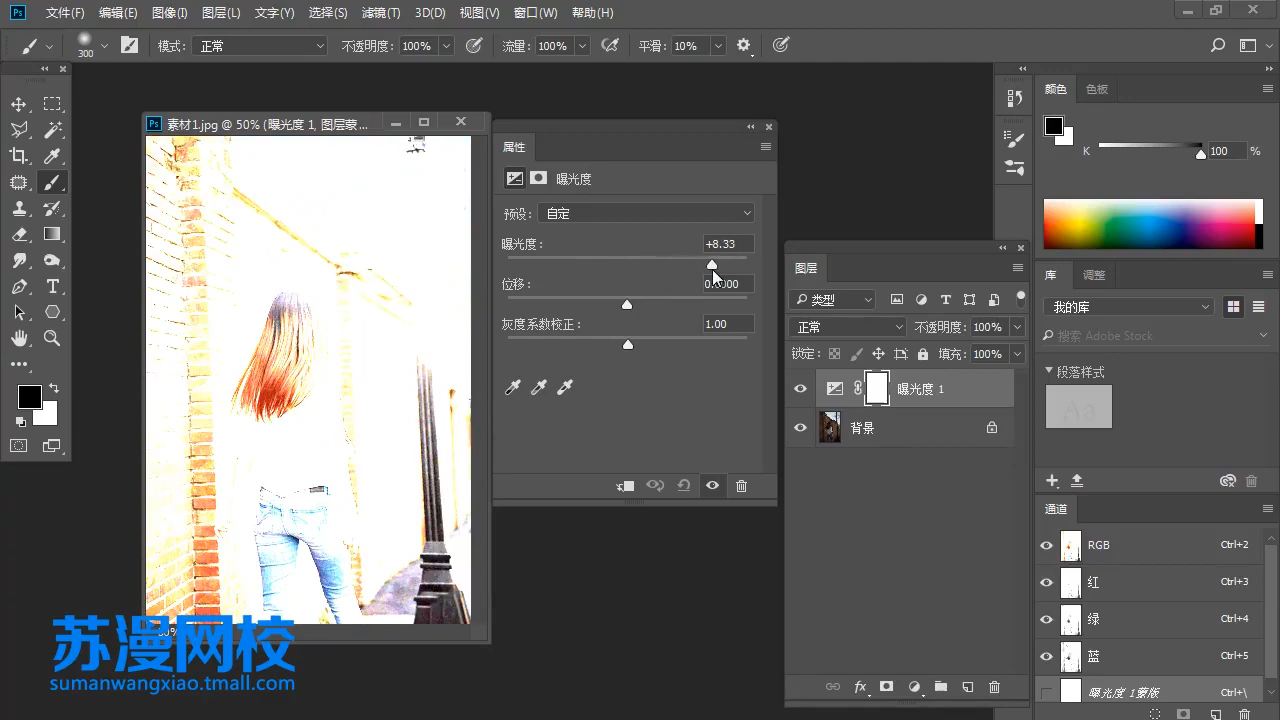 Ps 文件(F) 编辑(E) 图像(I) 图层(L) 文字(Y) 选择(S) 滤镜(T) 3D(D) 视图(V) 窗口(W) 帮助(H)
300 模式: 正常 不透明度: 100% 流量: 100% 平滑: 10%
Ps 素材1.jpg @ 50% (曝光度 1, 图层蒙...
属性
曝光度
预设: 自定
曝光度: +8.33
位移:
灰度系数校正: 1.00
图层
类型
正常 不透明度: 100%
锁定: 填充: 100%
曝光度 1
背景
颜色 色板
K 100 %
库 调整
我的库
搜索 Adobe Stock
段落样式
Aa
通道
RGB Ctrl+2
红 Ctrl+3
绿 Ctrl+4
蓝 Ctrl+5
曝光度 1蒙版 Ctrl+\
苏漫网校
sumanwangxiao.tmall.com